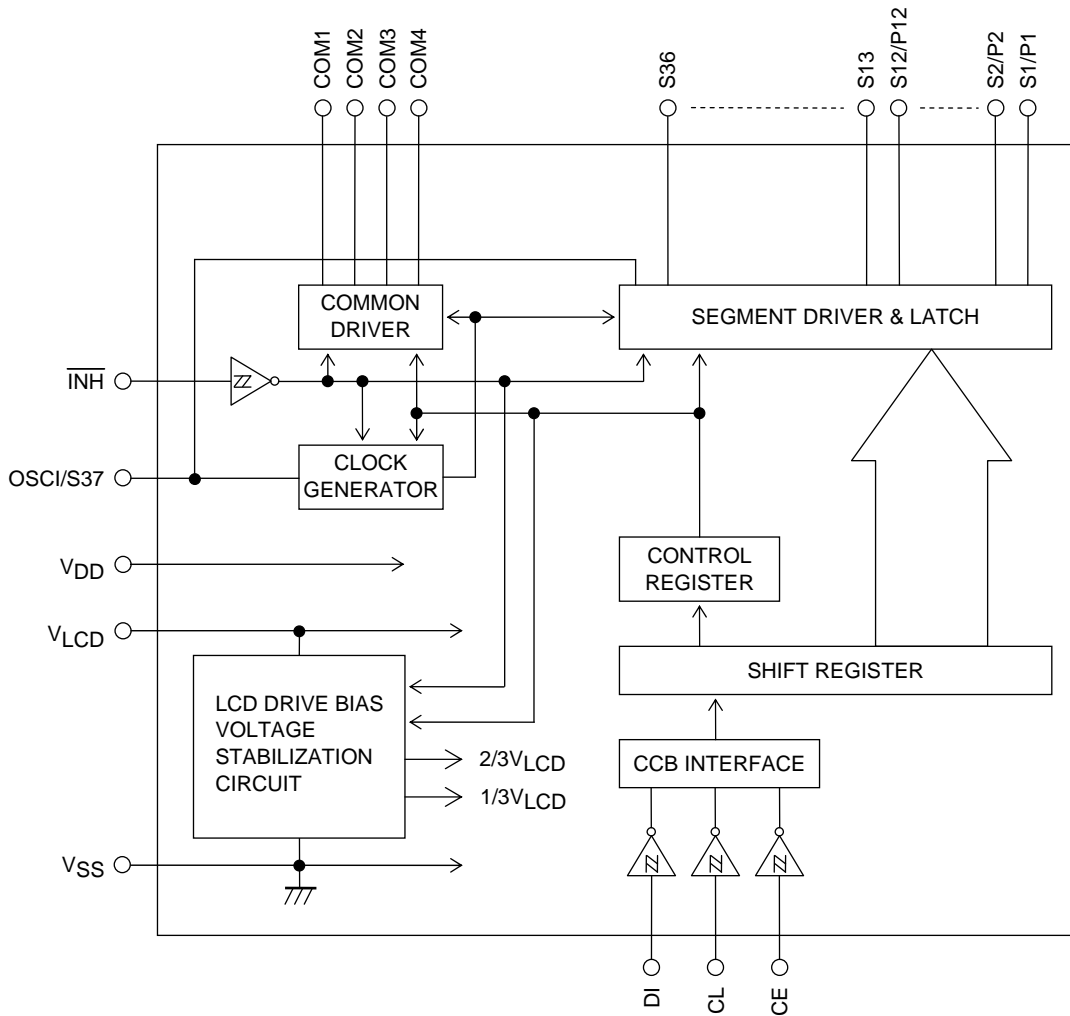 COM1
COM2
COM3
COM4
S36
S13
S12/P12
S2/P2
S1/P1
COMMON
DRIVER
SEGMENT DRIVER & LATCH
INH
OSCI/S37
CLOCK
GENERATOR
VDD
CONTROL
REGISTER
VLCD
SHIFT REGISTER
LCD DRIVE BIAS
VOLTAGE
STABILIZATION
CIRCUIT
2/3VLCD
1/3VLCD
CCB INTERFACE
VSS
DI
CL
CE